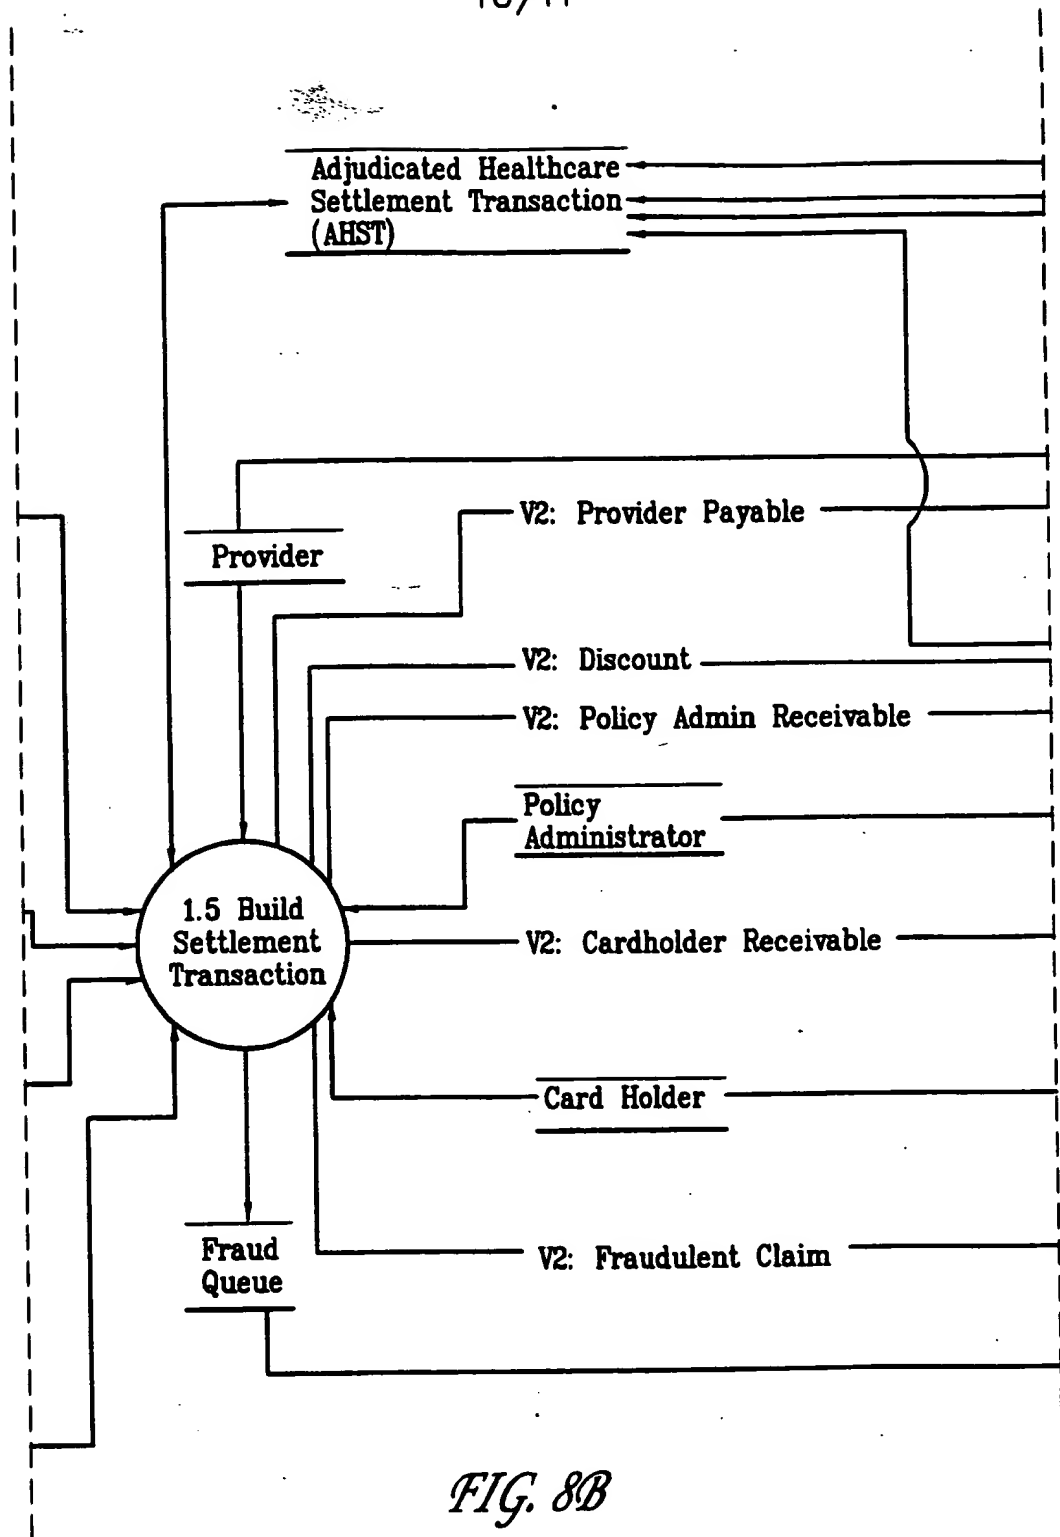 Adjudicated Healthcare
Settlement Transaction
(AHST)
Provider
V2: Provider Payable
V2: Discount
V2: Policy Admin Receivable
Policy
Administrator
1.5 Build
Settlement
Transaction
V2: Cardholder Receivable
Card Holder
Fraud
Queue
V2: Fraudulent Claim
FIG. 8B